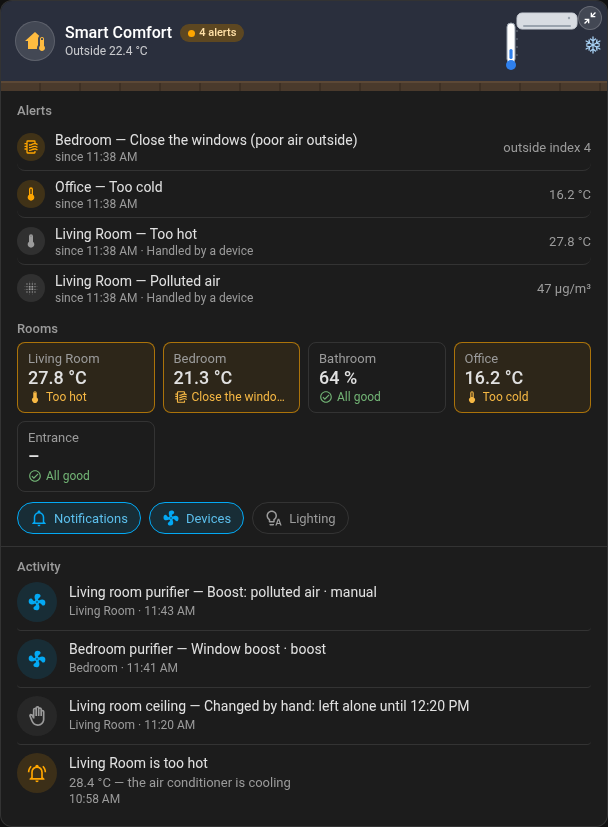 Smart Comfort
4 alerts
Outside 22.4 °C
Alerts
Bedroom — Close the windows (poor air outside)
since 11:38 AM
outside index 4
Office — Too cold
since 11:38 AM
16.2 °C
Living Room — Too hot
since 11:38 AM · Handled by a device
27.8 °C
Living Room — Polluted air
since 11:38 AM · Handled by a device
47 µg/m³
Rooms
Living Room
27.8 °C
Too hot
Bedroom
21.3 °C
Close the windo…
Bathroom
64 %
All good
Office
16.2 °C
Too cold
Entrance
–
All good
Notifications
Devices
Lighting
Activity
Living room purifier — Boost: polluted air · manual
Living Room · 11:43 AM
Bedroom purifier — Window boost · boost
Bedroom · 11:41 AM
Living room ceiling — Changed by hand: left alone until 12:20 PM
Living Room · 11:20 AM
Living Room is too hot
28.4 °C — the air conditioner is cooling
10:58 AM